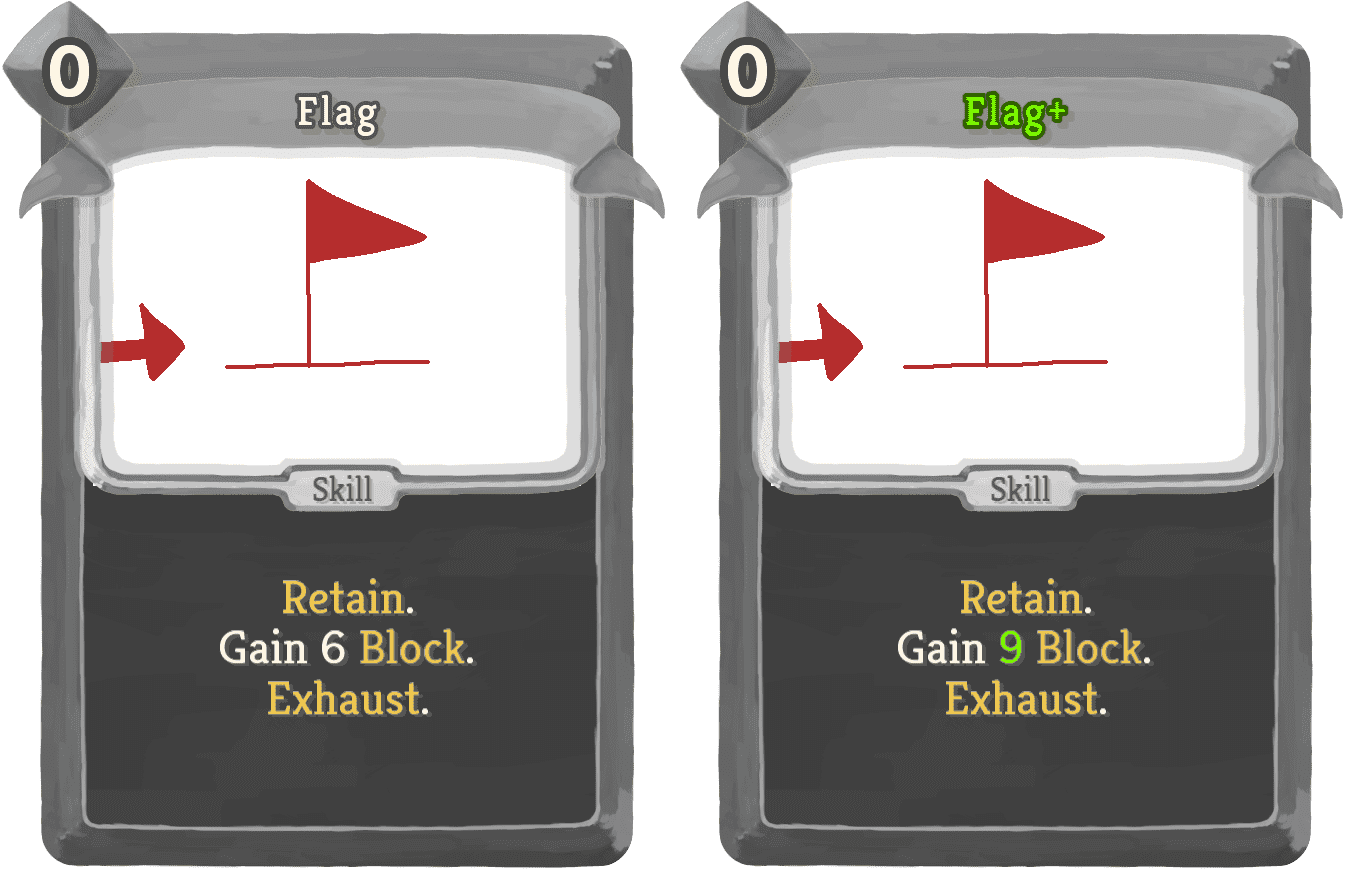 0
Flag
Skill
Retain.
Gain 6 Block.
Exhaust.
0
Flag+
Skill
Retain.
Gain 9 Block.
Exhaust.